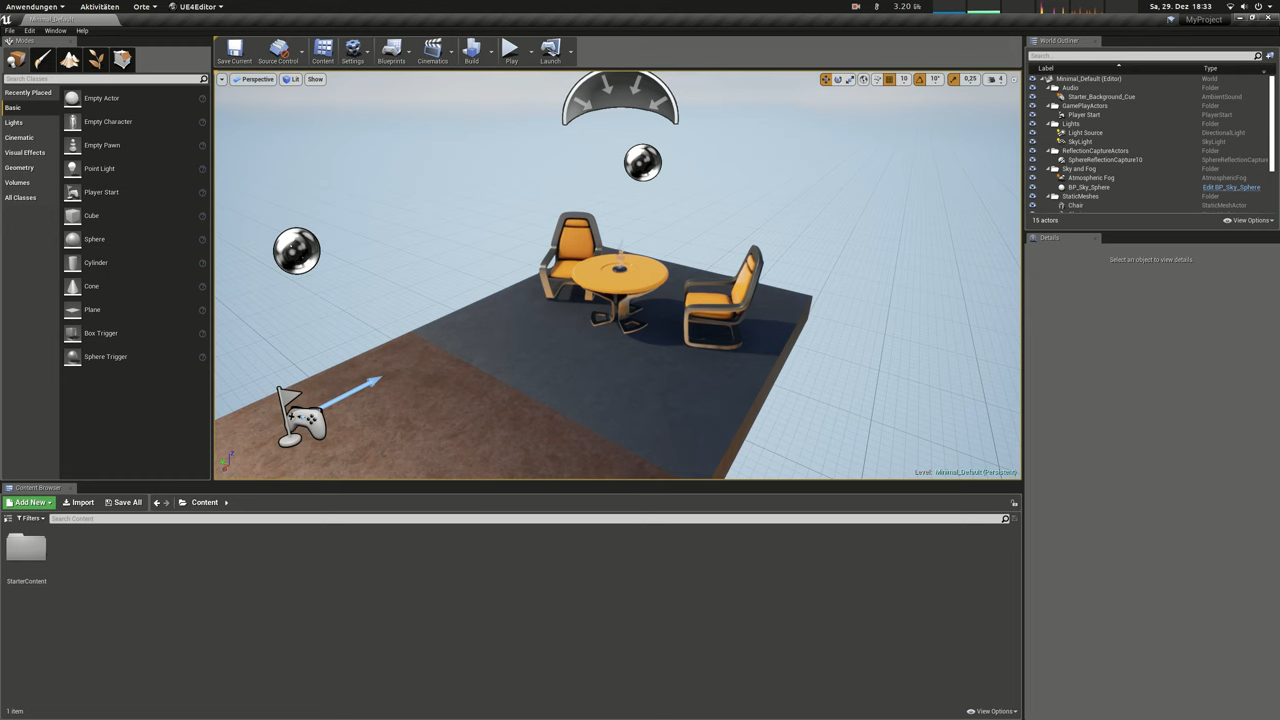 Anwendungen Aktivitäten Orte UE4Editor 3.20 GHz Sa, 29. Dez 18:33
Minimal_Default MyProject
File Edit Window Help
Modes
Search Classes
Recently Placed
Basic
Lights
Cinematic
Visual Effects
Geometry
Volumes
All Classes
Empty Actor
Empty Character
Empty Pawn
Point Light
Player Start
Cube
Sphere
Cylinder
Cone
Plane
Box Trigger
Sphere Trigger
Save Current Source Control Content Settings Blueprints Cinematics Build Play Launch
Perspective Lit Show 10 10° 0,25 4
Level: Minimal_Default (Persistent)
World Outliner
Search...
Label Type
Minimal_Default (Editor) World
Audio Folder
Starter_Background_Cue AmbientSound
GamePlayActors Folder
Player Start PlayerStart
Lights Folder
Light Source DirectionalLight
SkyLight SkyLight
ReflectionCaptureActors Folder
SphereReflectionCapture10 SphereReflectionCaptur
Sky and Fog Folder
Atmospheric Fog AtmosphericFog
BP_Sky_Sphere Edit BP_Sky_Sphere
StaticMeshes Folder
Chair StaticMeshActor
15 actors View Options
Details
Select an object to view details.
Content Browser
Add New Import Save All Content
Filters Search Content
StarterContent
1 item View Options